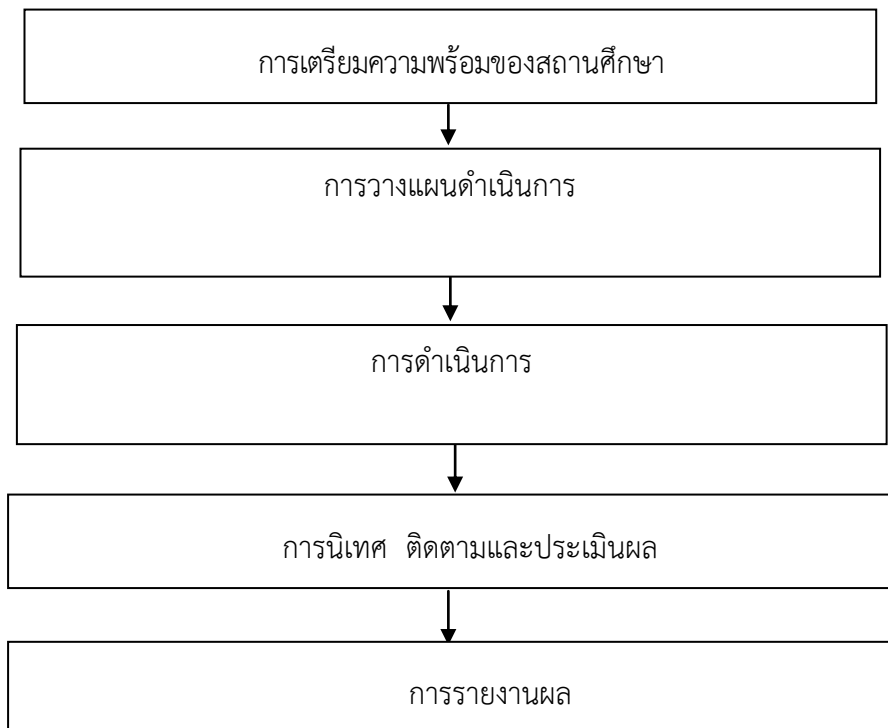 การเตรียมความพร้อมของสถานศึกษา
การวางแผนดำเนินการ
การดำเนินการ
การนิเทศ ติดตามและประเมินผล
การรายงานผล